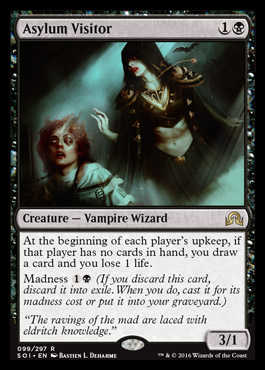 Asylum Visitor 1
Creature — Vampire Wizard
At the beginning of each player's upkeep, if
that player has no cards in hand, you draw
a card and you lose 1 life.
Madness 1 (If you discard this card,
discard it into exile. When you do, cast it for its
madness cost or put it into your graveyard.)
"The ravings of the mad are laced with
eldritch knowledge."
3/1
099/297 R
SOI • EN Bastien L. Deharme
™ & © 2016 Wizards of the Coast